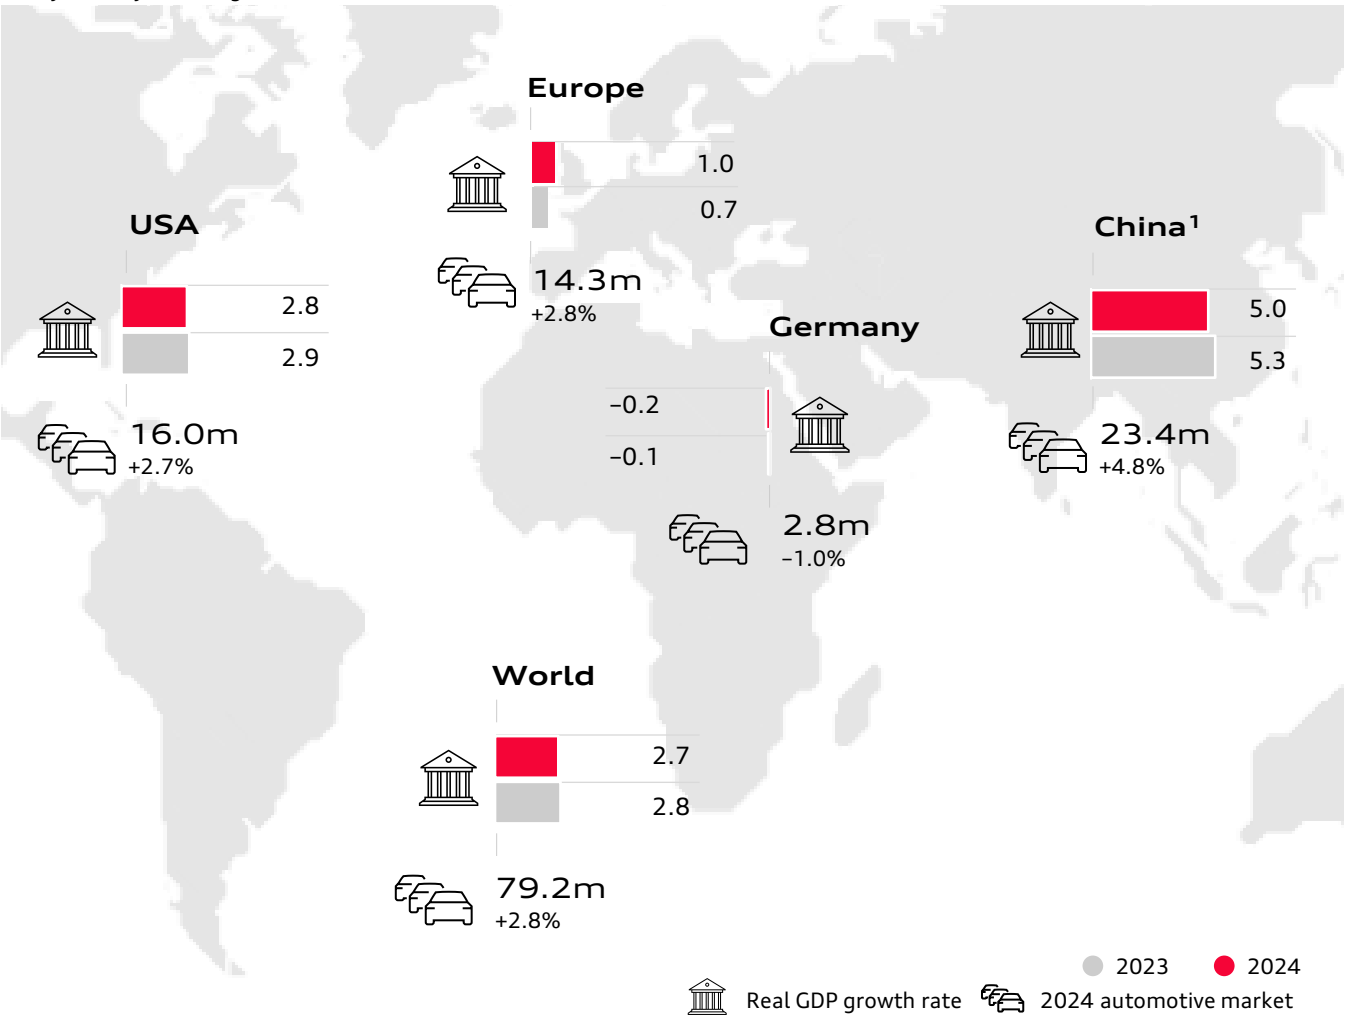 Europe
1.0
0.7
14.3m
+2.8%
USA
2.8
2.9
16.0m
+2.7%
China¹
5.0
5.3
23.4m
+4.8%
Germany
−0.2
−0.1
2.8m
−1.0%
World
2.7
2.8
79.2m
+2.8%
2023 2024
Real GDP growth rate 2024 automotive market